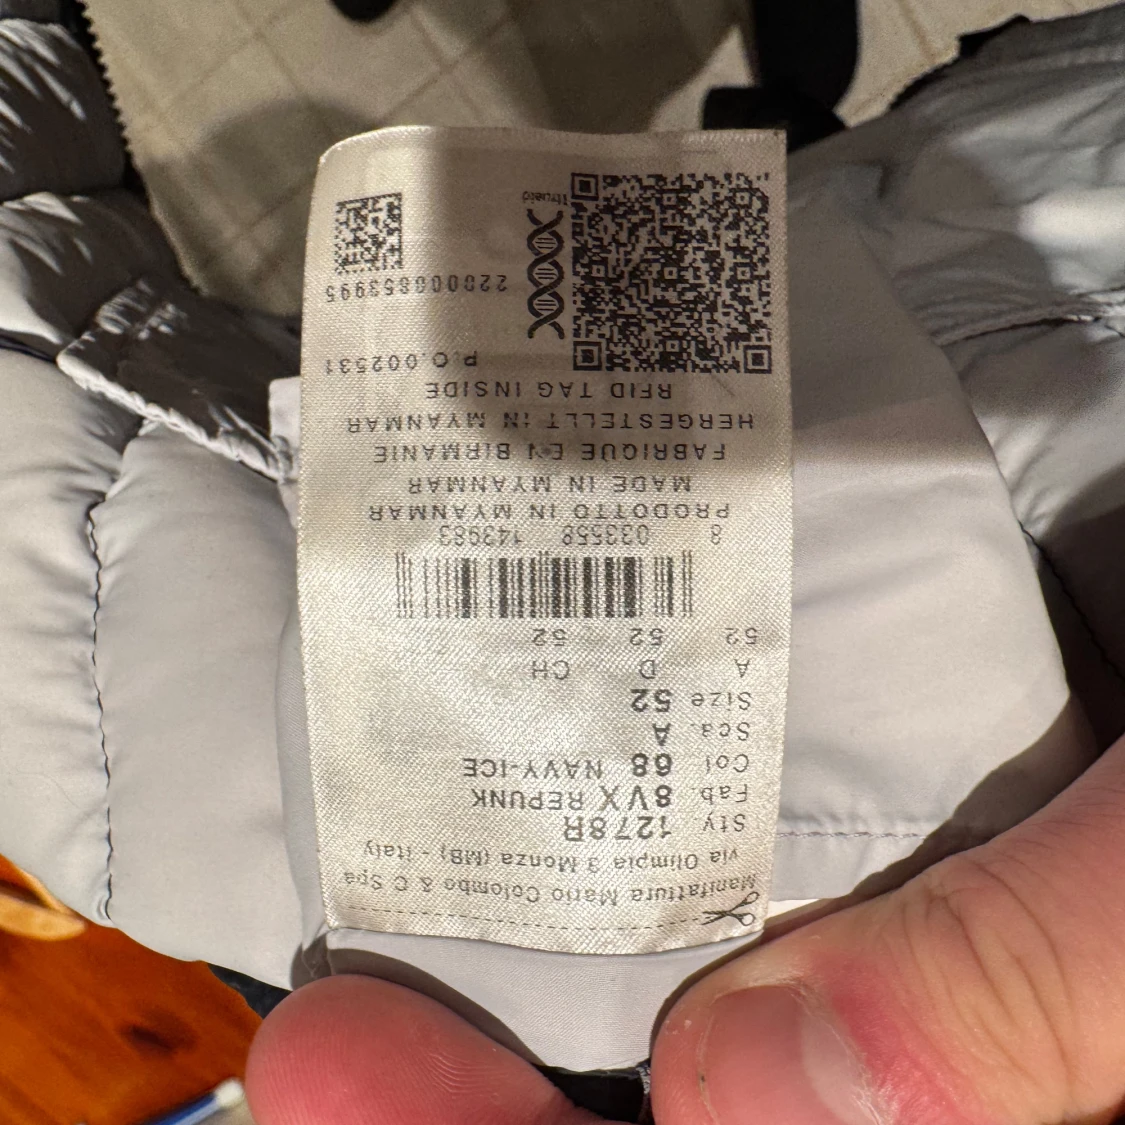 Manifattura Mario Colombo & C Spa
via Olimpia 3 Monza (MB) - italy
Sty. 1278R
Fab. 8VX REPUNK
Col 68 NAVY-ICE
Sca. A
Size 52
A D CH
52 52 52
8 033558 143983
PRODOTTO IN MYANMAR
MADE IN MYANMAR
FABRIQUE EN BIRMANIE
HERGESTELLT IN MYANMAR
RFID TAG INSIDE
P.O.002531
22000853995
itrueid